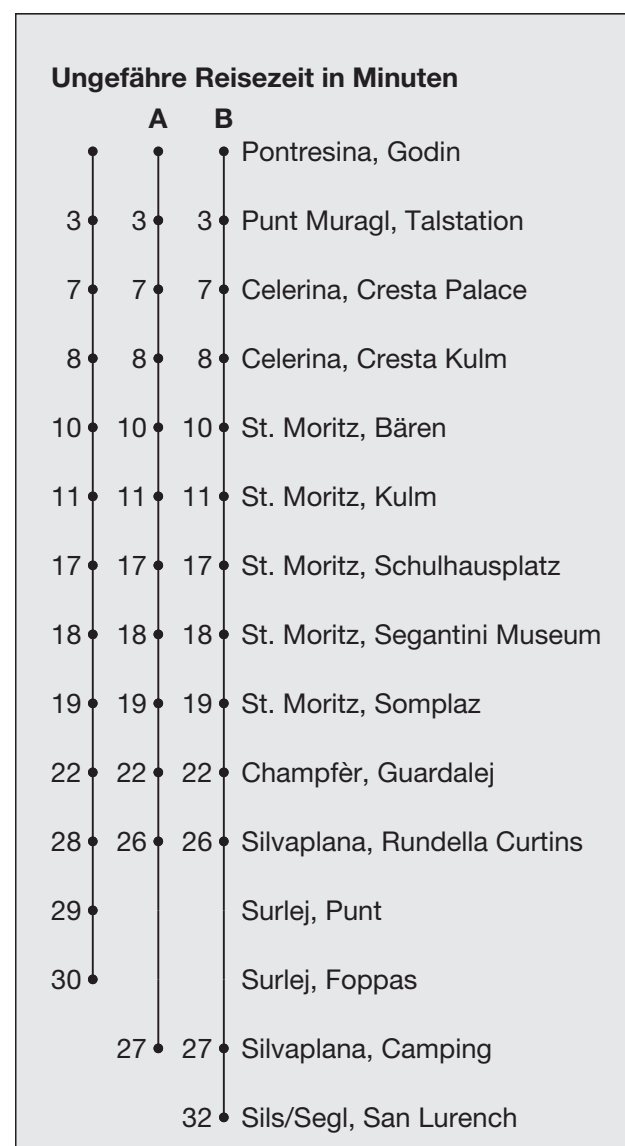 Ungefähre Reisezeit in Minuten
A B
Pontresina, Godin
3 3 3 Punt Muragl, Talstation
7 7 7 Celerina, Cresta Palace
8 8 8 Celerina, Cresta Kulm
10 10 10 St. Moritz, Bären
11 11 11 St. Moritz, Kulm
17 17 17 St. Moritz, Schulhausplatz
18 18 18 St. Moritz, Segantini Museum
19 19 19 St. Moritz, Somplaz
22 22 22 Champfèr, Guardalej
28 26 26 Silvaplana, Rundella Curtins
29 Surlej, Punt
30 Surlej, Foppas
27 27 Silvaplana, Camping
32 Sils/Segl, San Lurench